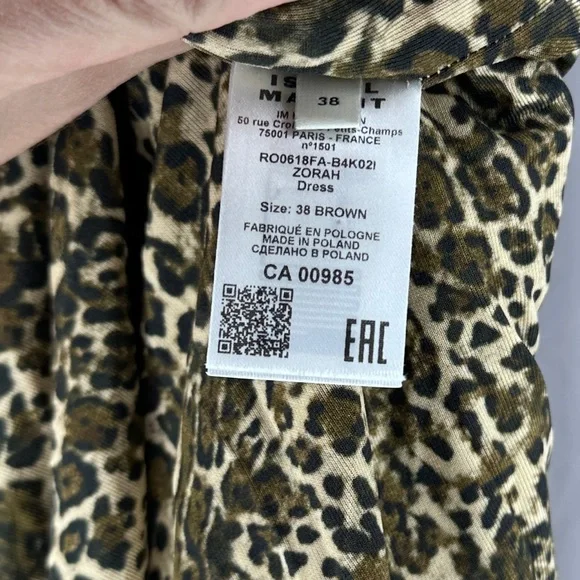 38
50 rue
75001 PARIS - FRANCE
n°1501
RO0618FA-B4K02I
ZORAH
Dress
Size: 38 BROWN
FABRIQUÉ EN POLOGNE
MADE IN POLAND
СДЕЛАНО В POLAND
CA 00985
EAC